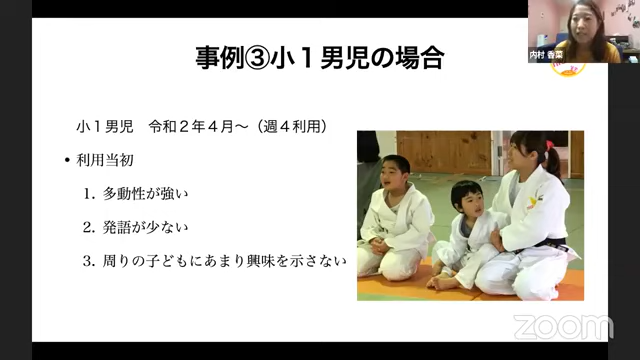 事例③小１男児の場合
内村 香菜
小１男児　令和２年４月〜（週４利用）
• 利用当初
1. 多動性が強い
2. 発語が少ない
3. 周りの子どもにあまり興味を示さない
zoom